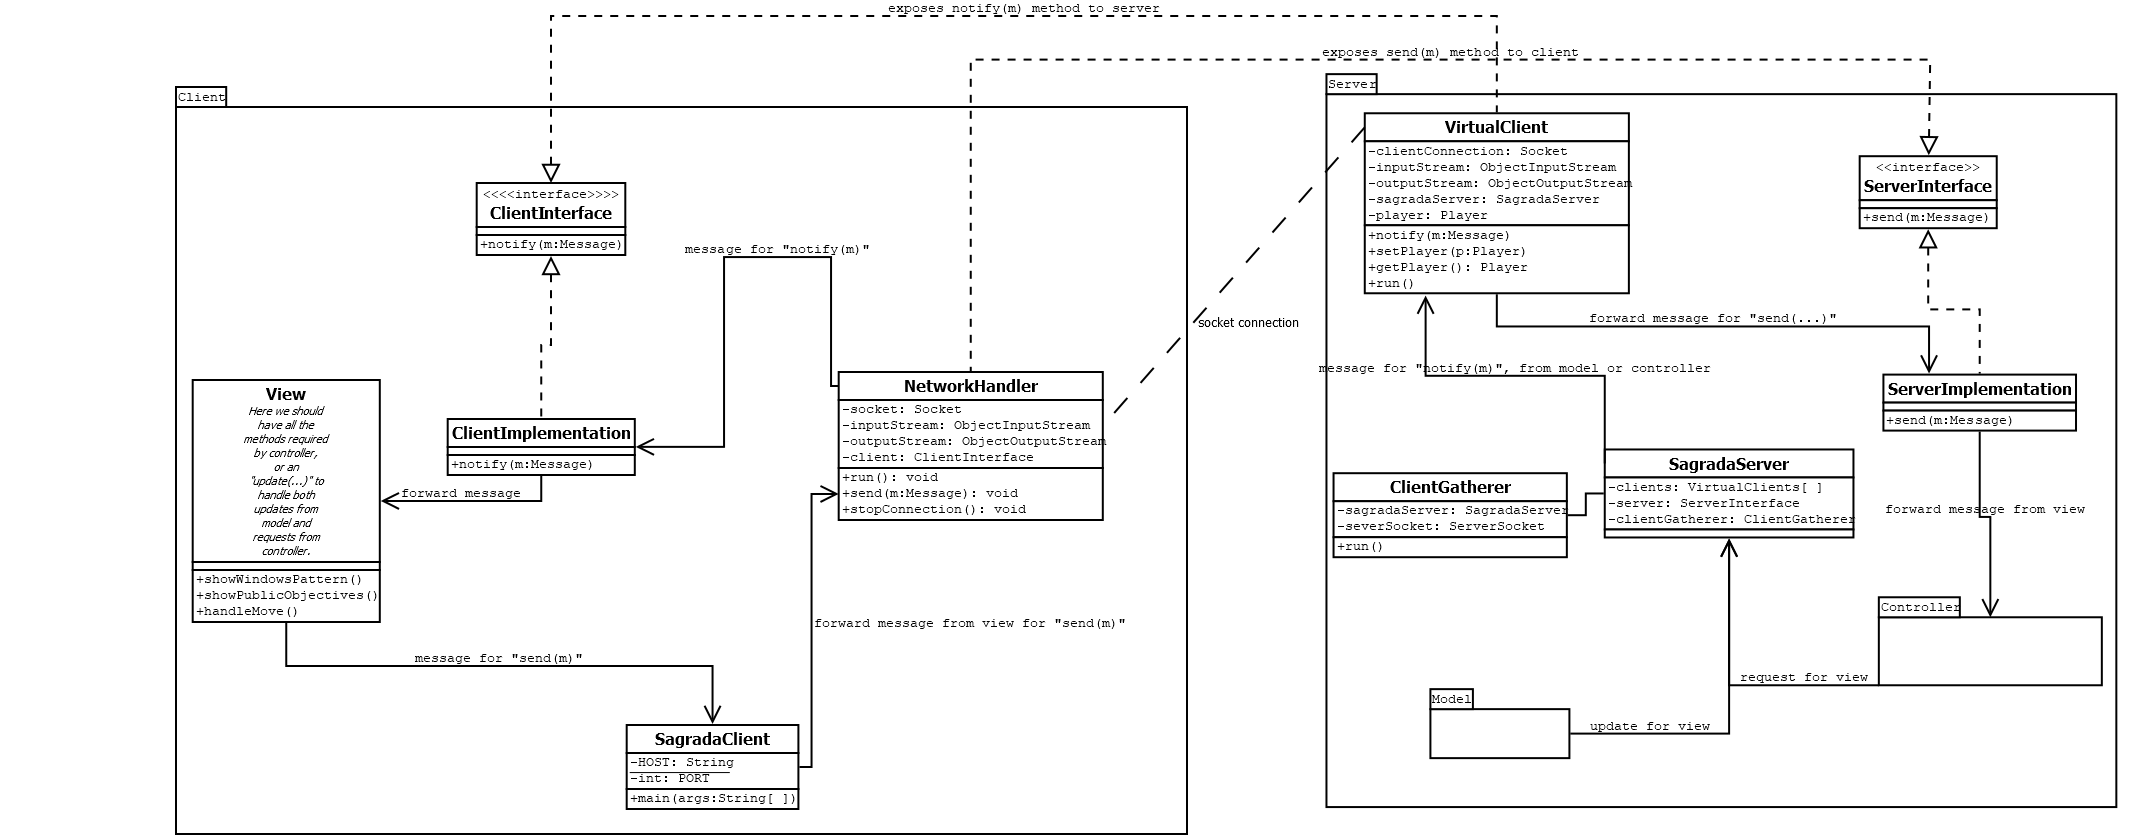 exposes notify(m) method to server
exposes send(m) method to client
Client
<<<<interface>>>>
ClientInterface
+notify(m:Message)
message for "notify(m)"
View
Here we should
have all the
methods required
by controller,
or an
"update(...)" to
handle both
updates from
model and
requests from
controller.
+showWindowsPattern()
+showPublicObjectives()
+handleMove()
ClientImplementation
+notify(m:Message)
forward message
NetworkHandler
-socket: Socket
-inputStream: ObjectInputStream
-outputStream: ObjectOutputStream
-client: ClientInterface
+run(): void
+send(m:Message): void
+stopConnection(): void
forward message from view for "send(m)"
message for "send(m)"
SagradaClient
-HOST: String
-int: PORT
+main(args:String[ ])
socket connection
Server
VirtualClient
-clientConnection: Socket
-inputStream: ObjectInputStream
-outputStream: ObjectOutputStream
-sagradaServer: SagradaServer
-player: Player
+notify(m:Message)
+setPlayer(p:Player)
+getPlayer(): Player
+run()
<<interface>>
ServerInterface
+send(m:Message)
forward message for "send(...)"
message for "notify(m)", from model or controller
ServerImplementation
+send(m:Message)
SagradaServer
-clients: VirtualClients[ ]
-server: ServerInterface
-clientGatherer: ClientGatherer
ClientGatherer
-sagradaServer: SagradaServer
-severSocket: ServerSocket
+run()
forward message from view
Controller
request for view
Model
update for view